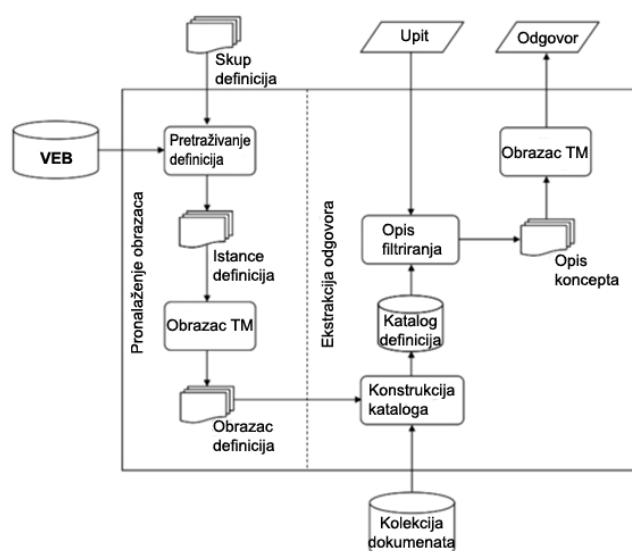 Upit
Odgovor
Skup
definicija
VEB
Pretraživanje
definicija
Obrazac TM
Pronalaženje obrazaca
Ekstrakcija odgovora
Istance
definicija
Opis
filtriranja
Opis
koncepta
Obrazac TM
Katalog
definicija
Obrazac
definicija
Konstrukcija
kataloga
Kolekcija
dokumenata